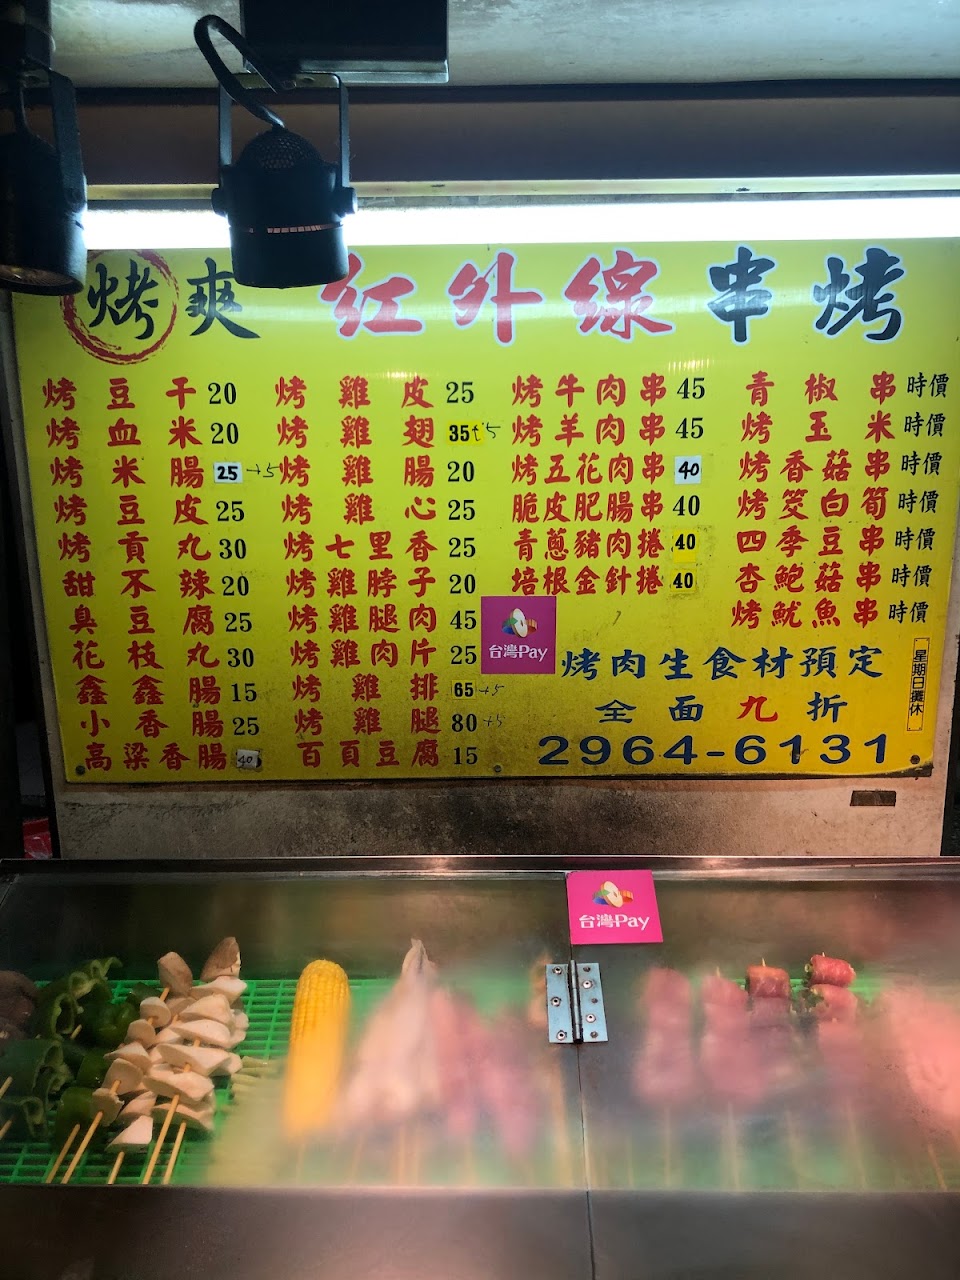 烤爽 紅外線串烤
烤豆干 20
烤血米 20
烤米腸 25 +5
烤豆皮 25
烤貢丸 30
甜不辣 20
臭豆腐 25
花枝丸 30
鑫鑫腸 15
小香腸 25
高粱香腸 40
烤雞皮 25
烤雞翅 35 +5
烤雞腸 20
烤雞心 25
烤七里香 25
烤雞脖子 20
烤雞腿肉 45
烤雞肉片 25
烤雞排 65 +5
烤雞腿 80 +5
百頁豆腐 15
烤牛肉串 45
烤羊肉串 45
烤五花肉串 40
脆皮肥腸串 40
青蔥豬肉捲 40
培根金針捲 40
青椒串 時價
烤玉米 時價
烤香菇串 時價
烤筊白筍 時價
四季豆串 時價
杏鮑菇串 時價
烤魷魚串 時價
台灣Pay
烤肉生食材預定
全面九折
2964-6131
星期日攤休
台灣Pay